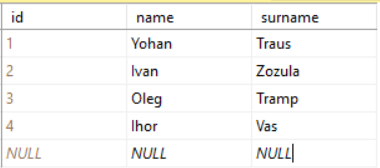 id name surname
1 Yohan Traus
2 Ivan Zozula
3 Oleg Tramp
4 Ihor Vas
NULL NULL NULL